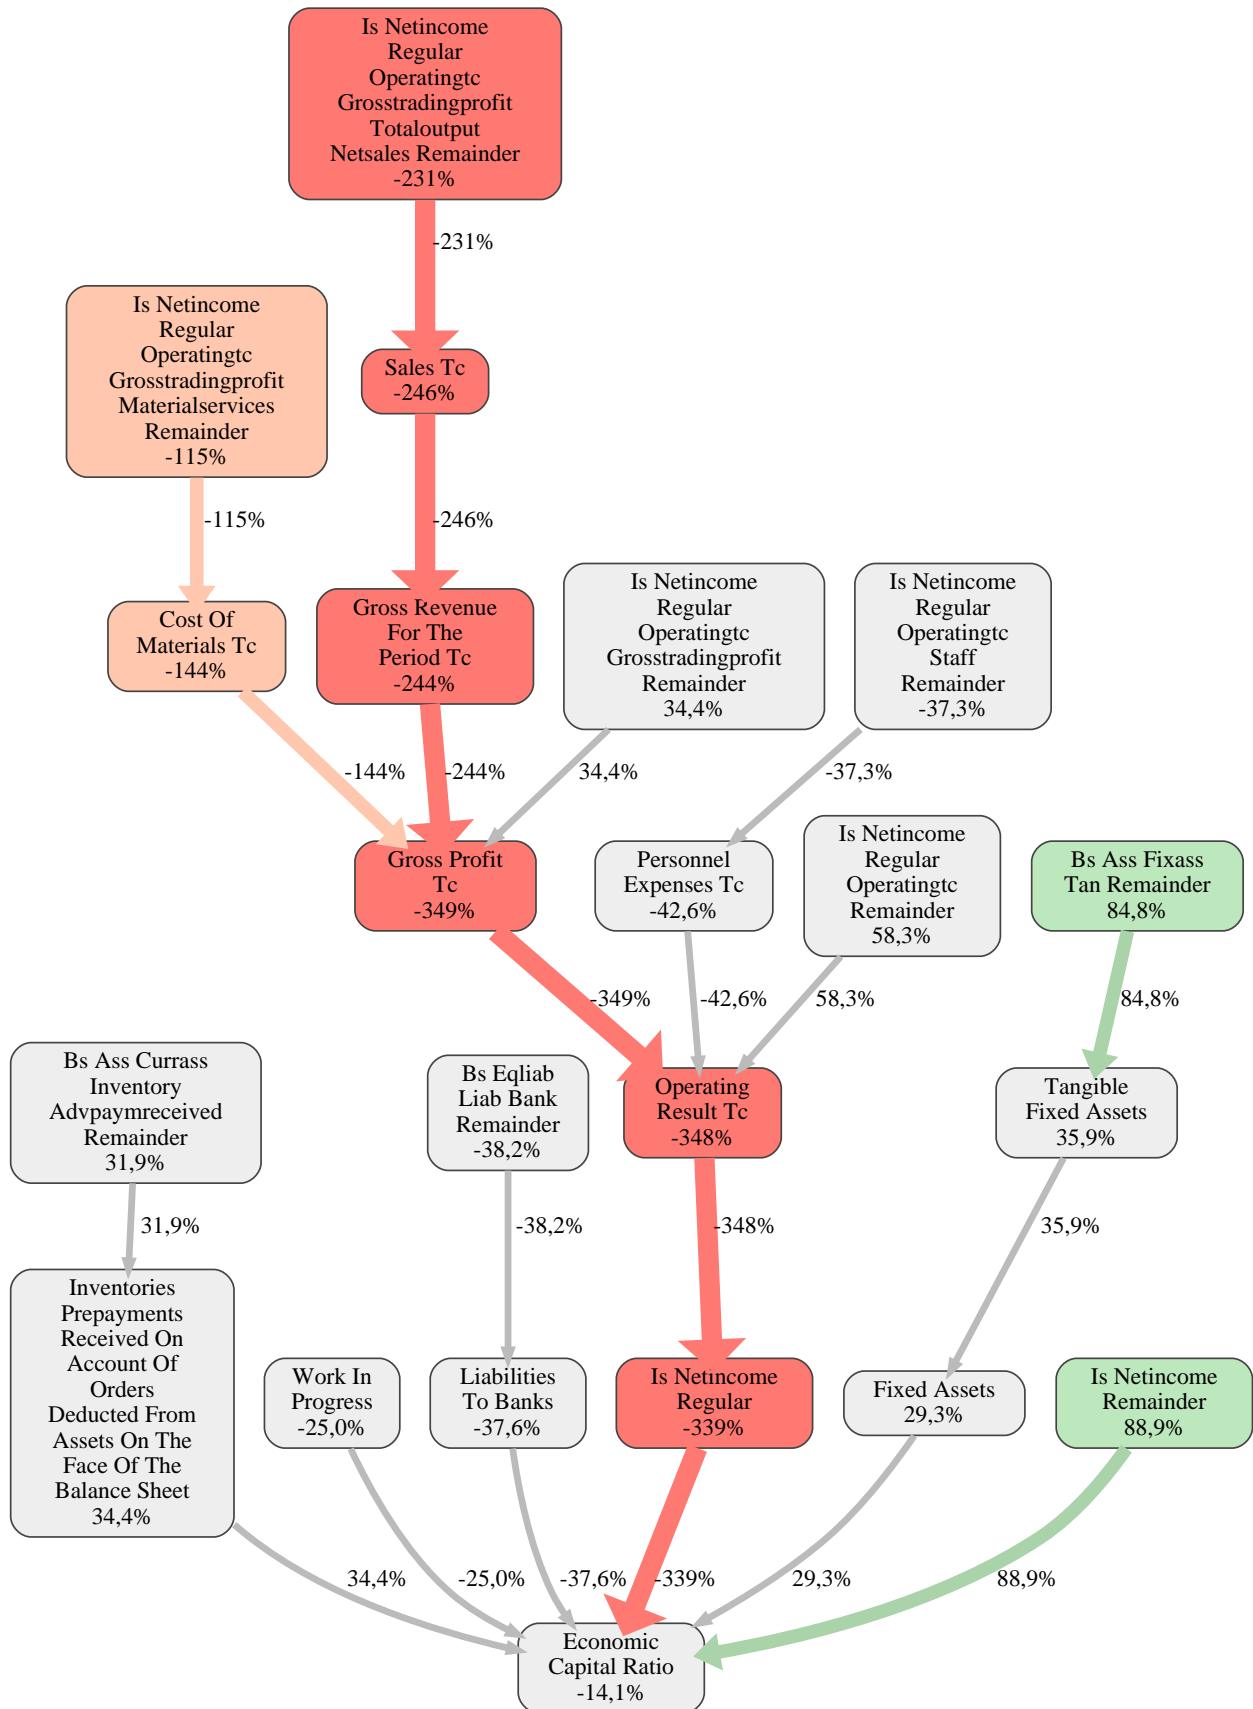 Is Netincome
Regular
Operatingtc
Grosstradingprofit
Totaloutput
Netsales Remainder
-231%
-231%
Is Netincome
Regular
Operatingtc
Grosstradingprofit
Materialservices
Remainder
-115%
Sales Tc
-246%
-115%
-246%
Cost Of
Materials Tc
-144%
Gross Revenue
For The
Period Tc
-244%
Is Netincome
Regular
Operatingtc
Grosstradingprofit
Remainder
34,4%
Is Netincome
Regular
Operatingtc
Staff
Remainder
-37,3%
-144%
-244%
34,4%
-37,3%
Gross Profit
Tc
-349%
Personnel
Expenses Tc
-42,6%
Is Netincome
Regular
Operatingtc
Remainder
58,3%
Bs Ass Fixass
Tan Remainder
84,8%
-349%
-42,6%
58,3%
84,8%
Bs Ass Currass
Inventory
Advpaymreceived
Remainder
31,9%
Bs Eqliab
Liab Bank
Remainder
-38,2%
Operating
Result Tc
-348%
Tangible
Fixed Assets
35,9%
31,9%
-38,2%
-348%
35,9%
Inventories
Prepayments
Received On
Account Of
Orders
Deducted From
Assets On The
Face Of The
Balance Sheet
34,4%
Work In
Progress
-25,0%
Liabilities
To Banks
-37,6%
Is Netincome
Regular
-339%
Fixed Assets
29,3%
Is Netincome
Remainder
88,9%
34,4%
-25,0%
-37,6%
-339%
29,3%
88,9%
Economic
Capital Ratio
-14,1%